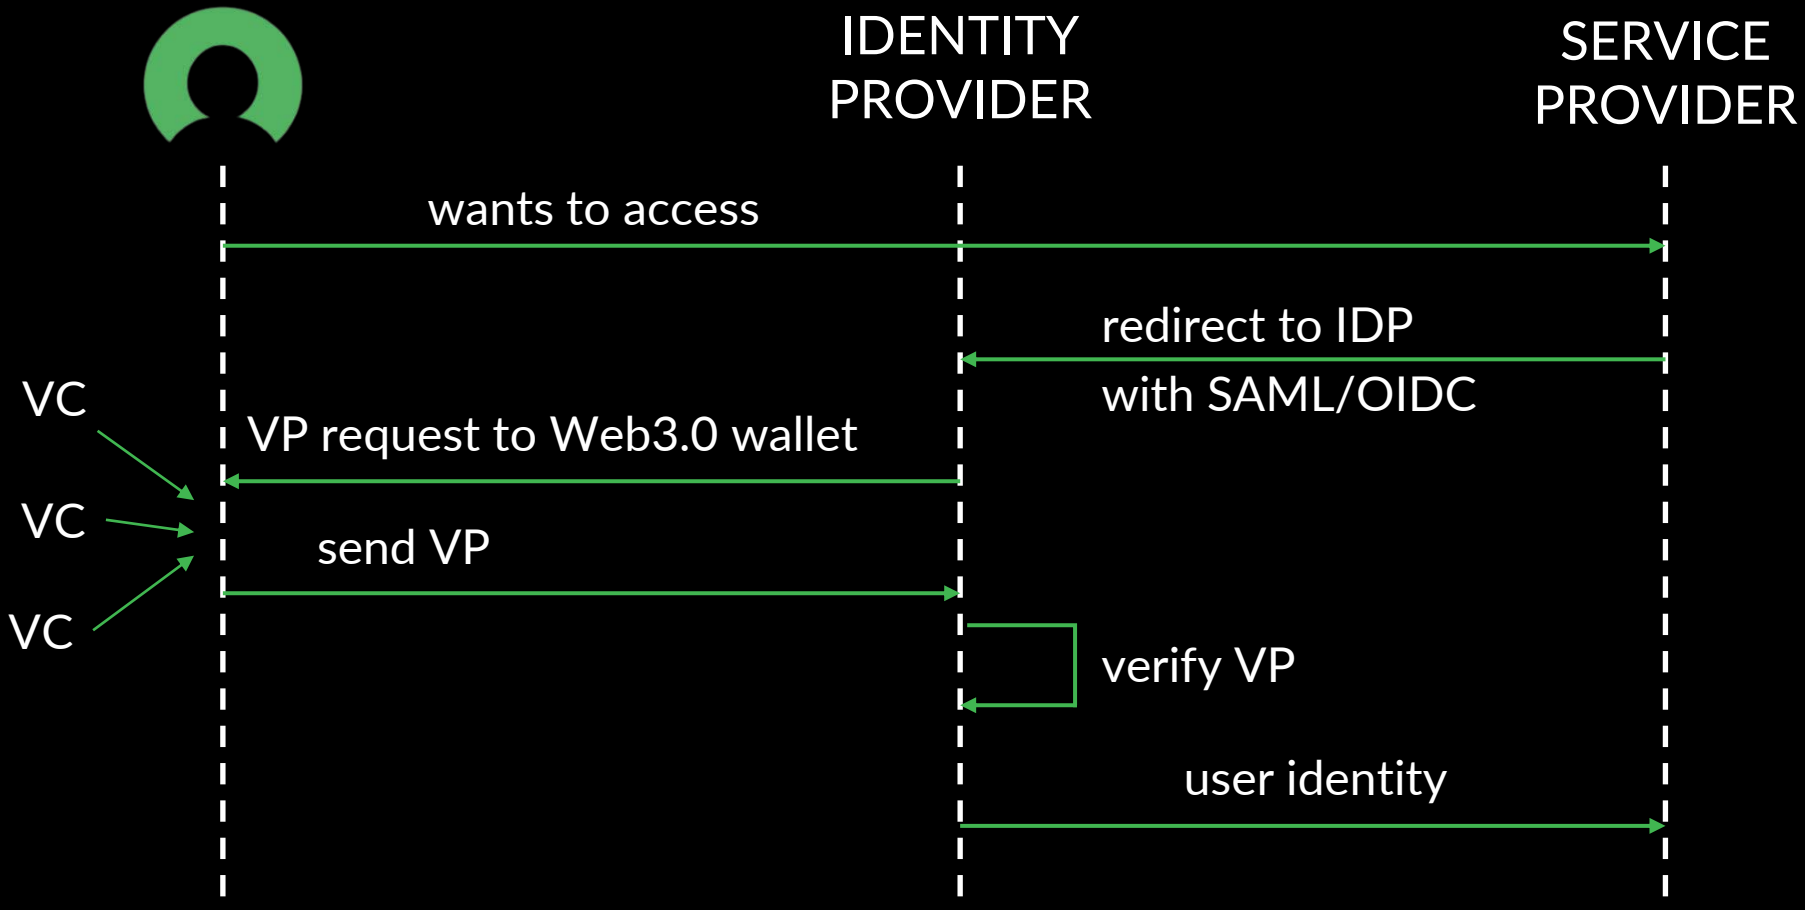 IDENTITY
PROVIDER
SERVICE
PROVIDER
wants to access
redirect to IDP
with SAML/OIDC
VC
VP request to Web3.0 wallet
VC
send VP
VC
verify VP
user identity